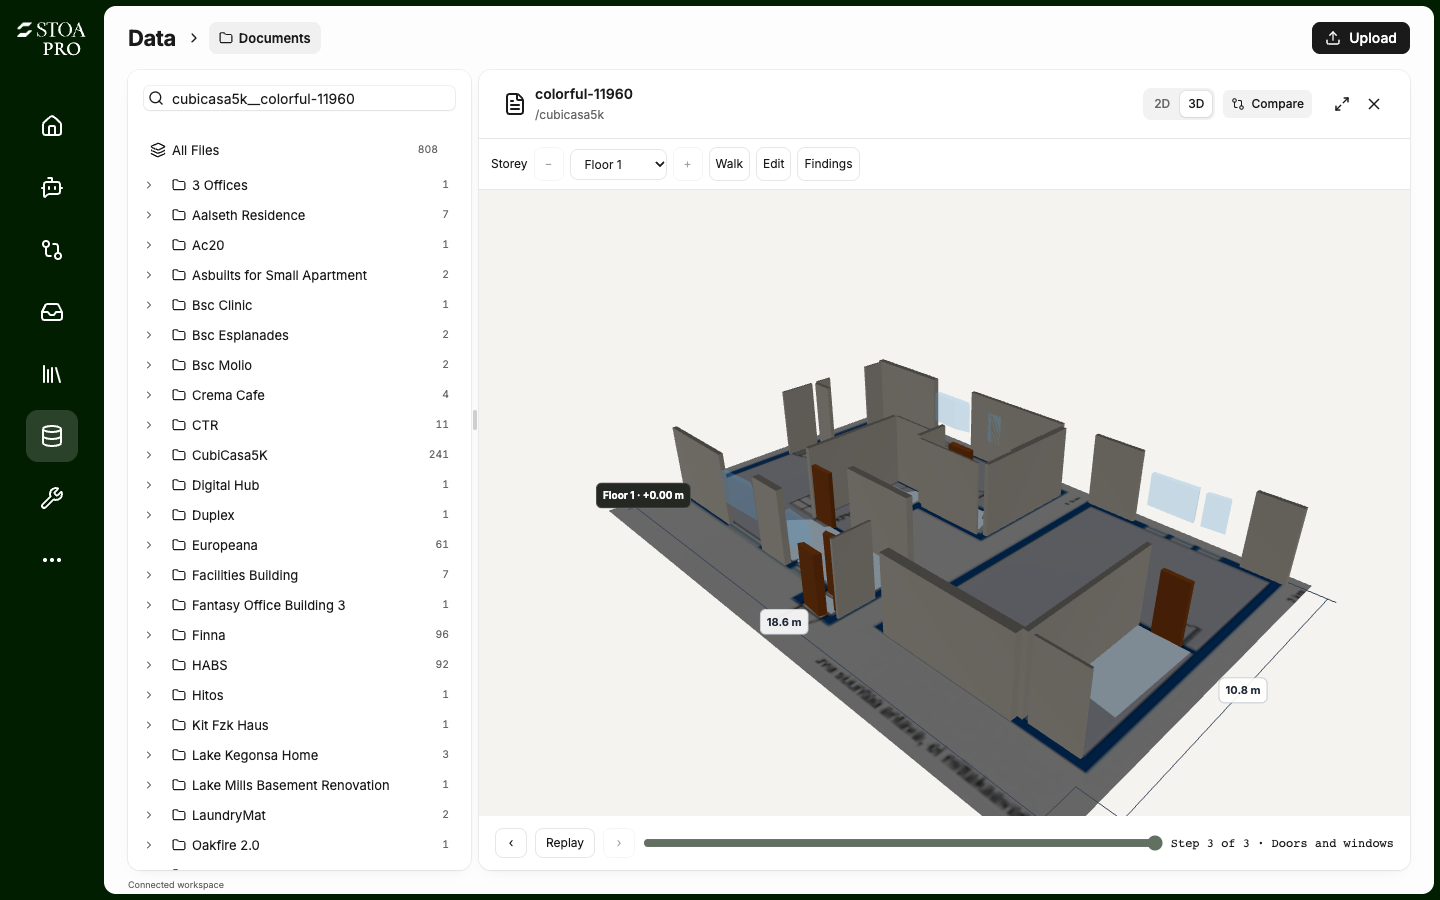 STOA
PRO
Data
Documents
Upload
cubicasa5k__colorful-11960
All Files 808
3 Offices 1
Aalseth Residence 7
Ac20 1
Asbuilts for Small Apartment 2
Bsc Clinic 1
Bsc Esplanades 2
Bsc Molio 2
Crema Cafe 4
CTR 11
CubiCasa5K 241
Digital Hub 1
Duplex 1
Europeana 61
Facilities Building 7
Fantasy Office Building 3 1
Finna 96
HABS 92
Hitos 1
Kit Fzk Haus 1
Lake Kegonsa Home 3
Lake Mills Basement Renovation 1
LaundryMat 2
Oakfire 2.0 1
Connected workspace
colorful-11960
/cubicasa5k
2D 3D Compare
Storey − Floor 1 + Walk Edit Findings
Floor 1 · +0.00 m
18.6 m
10.8 m
‹ Replay › Step 3 of 3 · Doors and windows